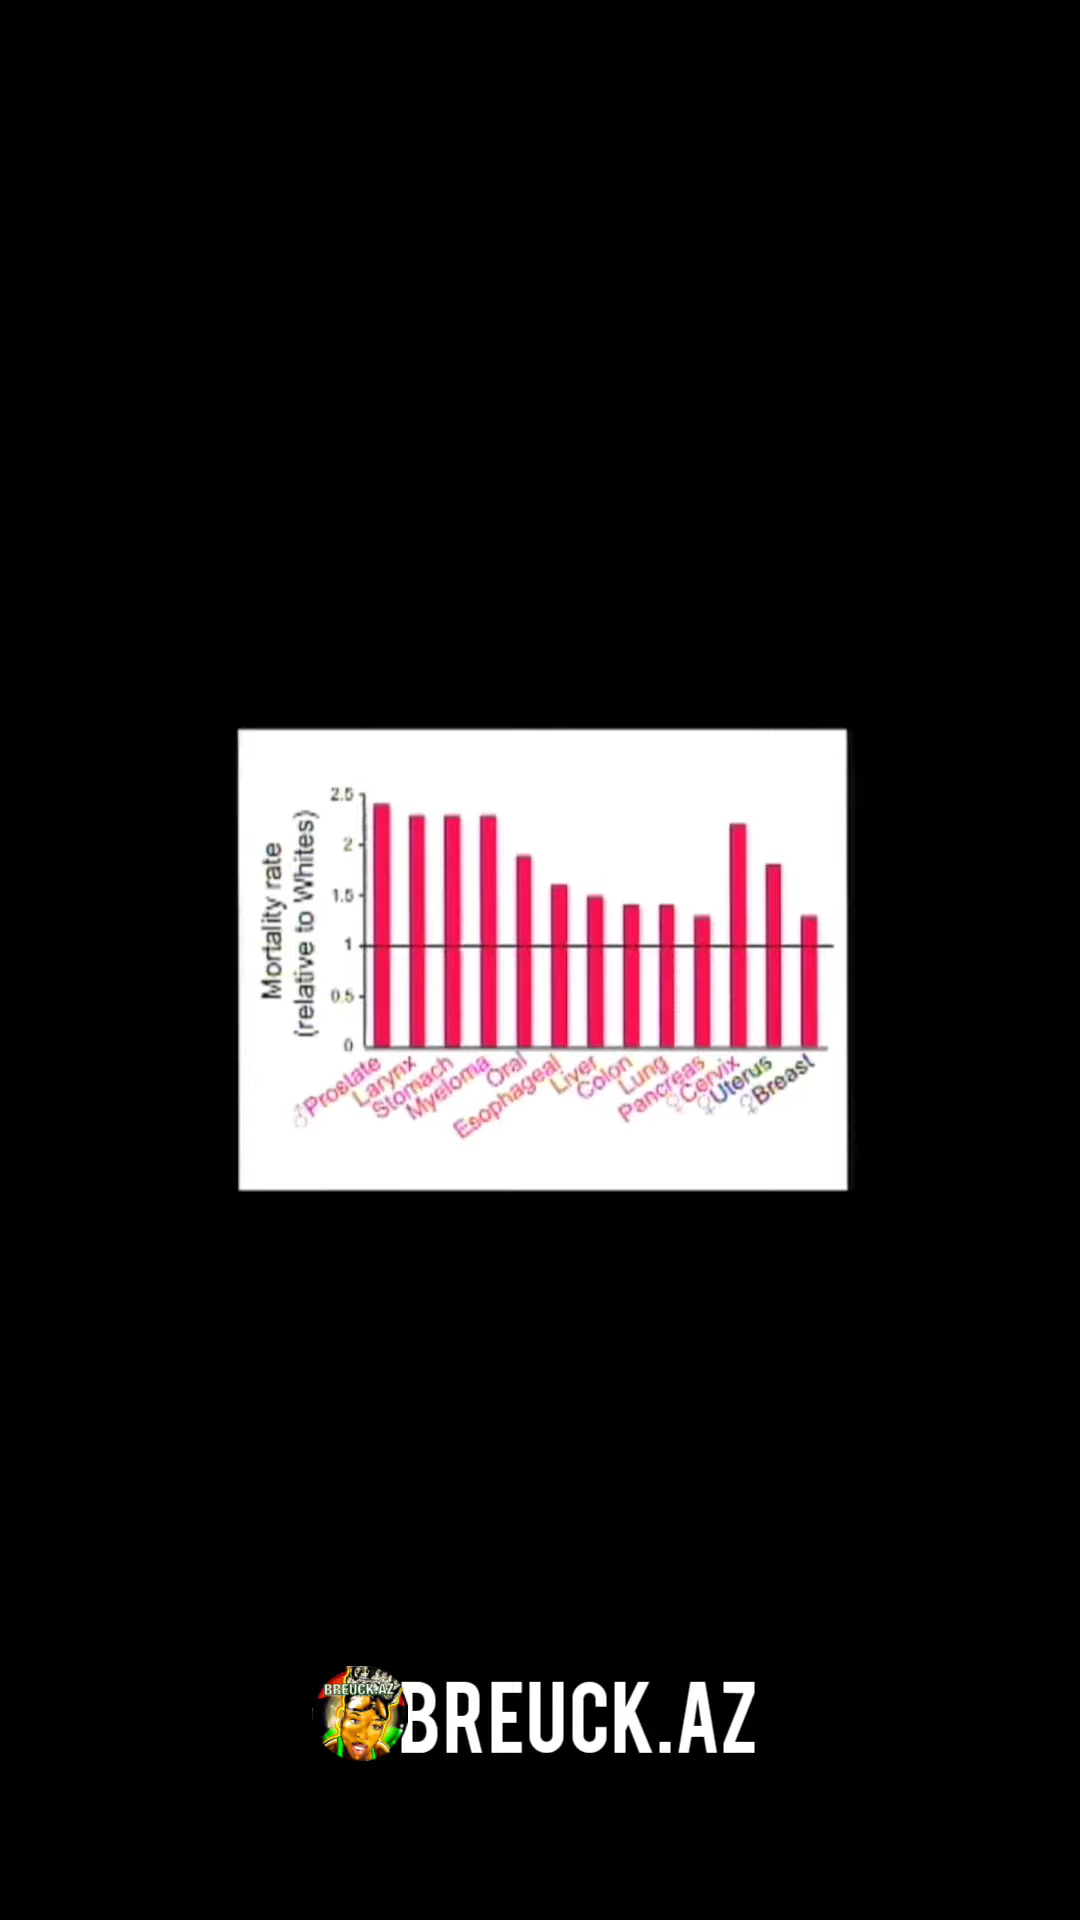 Mortality rate
(relative to Whites)
2.5
2
1.5
1
0.5
0
♂Prostate
Larynx
Stomach
Myeloma
Oral
Esophageal
Liver
Colon
Lung
Pancreas
♀Cervix
♀Uterus
♀Breast
BREUCK.AZ
BREUCK.AZ